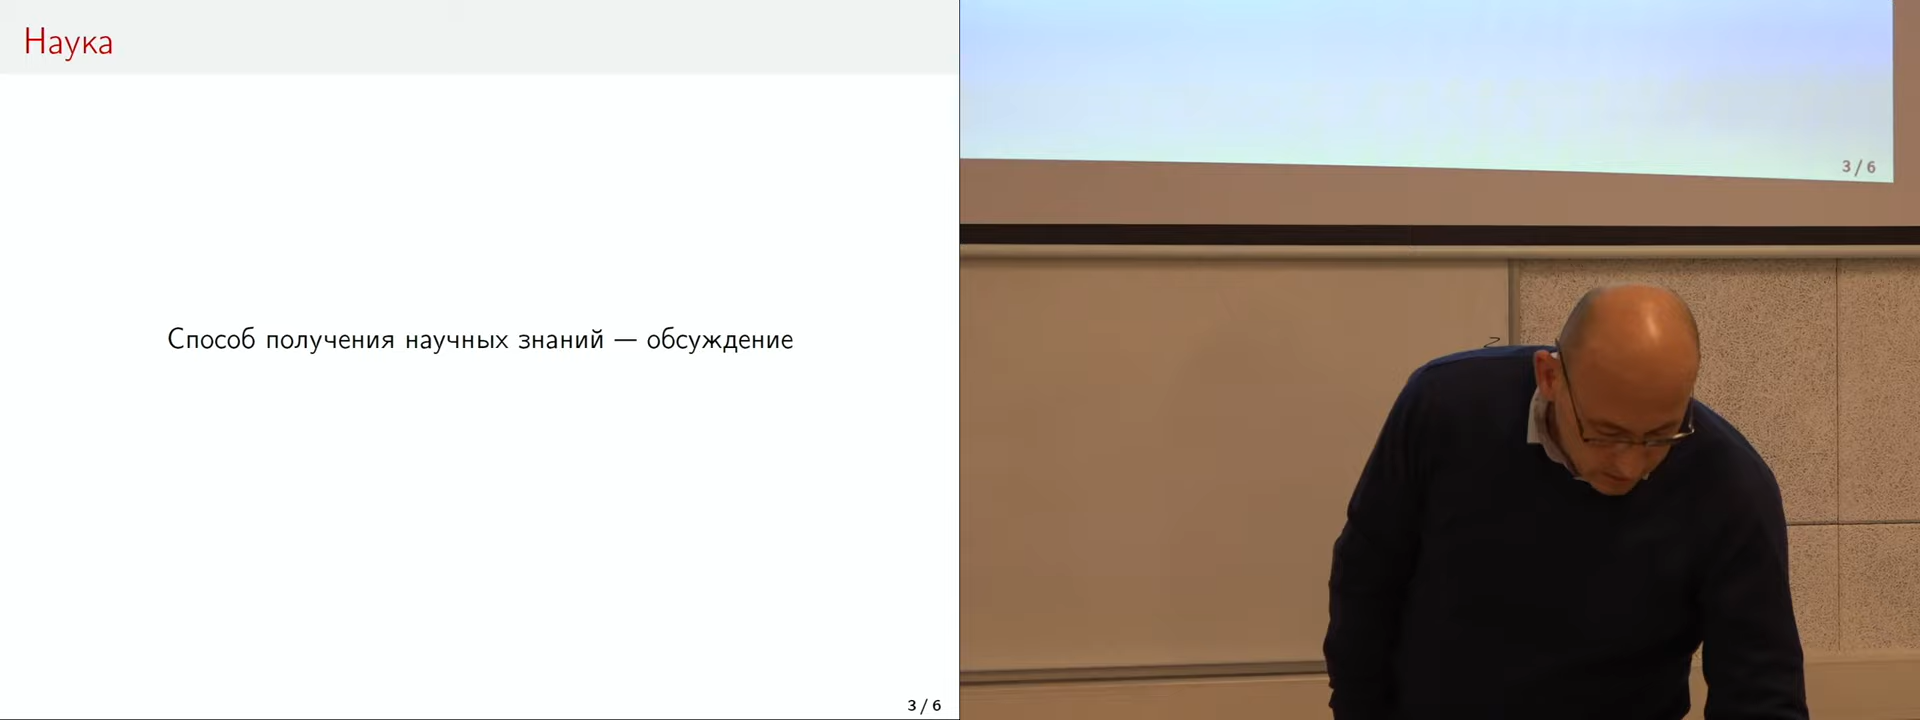 Наука
Способ получения научных знаний — обсуждение
3 / 6
3 / 6